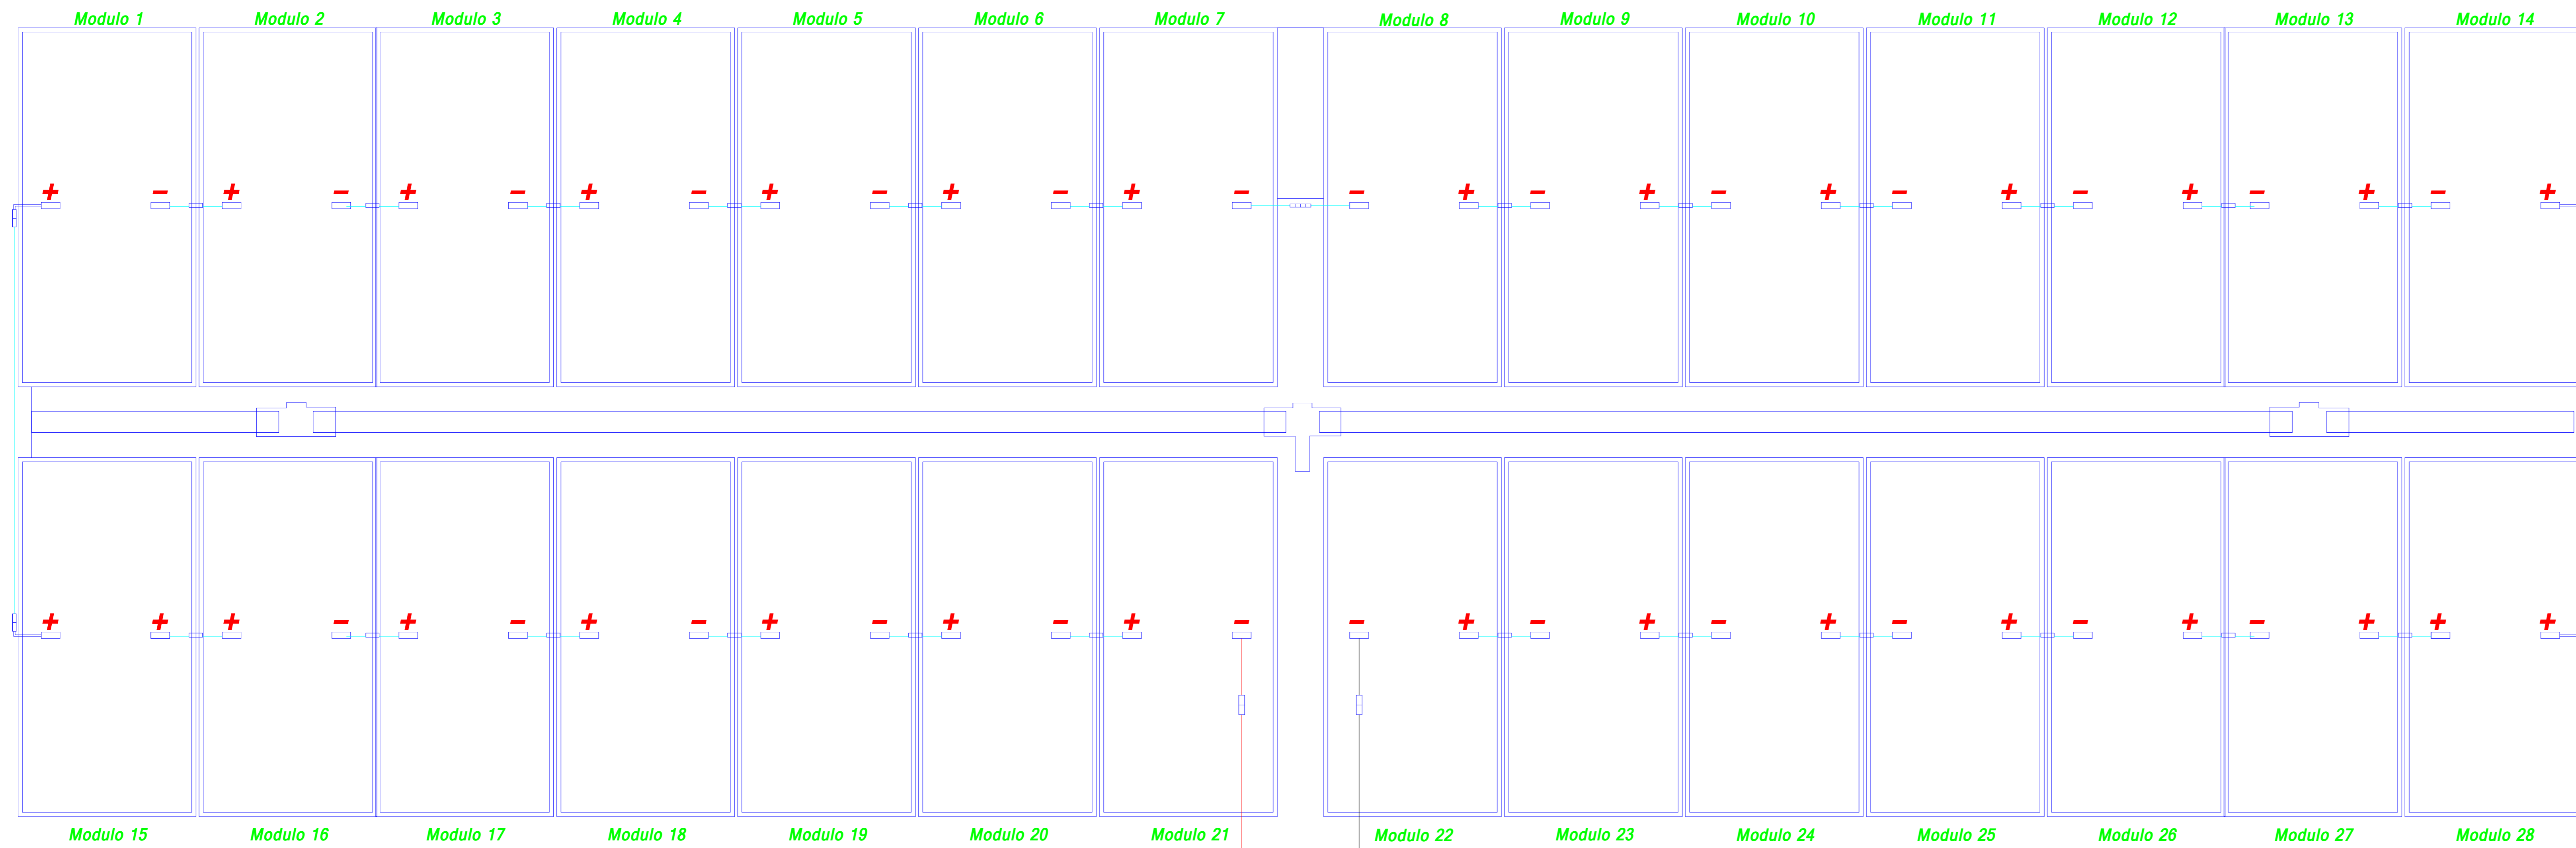 Modulo 1 Modulo 2 Modulo 3 Modulo 4 Modulo 5 Modulo 6 Modulo 7 Modulo 8 Modulo 9 Modulo 10 Modulo 11 Modulo 12 Modulo 13 Modulo 14
+ - + - + - + - + - + - + - - + - + - + - + - + - + - +
+ + + - + - + - + - + - + - - + - + - + - + - + - + + +
Modulo 15 Modulo 16 Modulo 17 Modulo 18 Modulo 19 Modulo 20 Modulo 21 Modulo 22 Modulo 23 Modulo 24 Modulo 25 Modulo 26 Modulo 27 Modulo 28